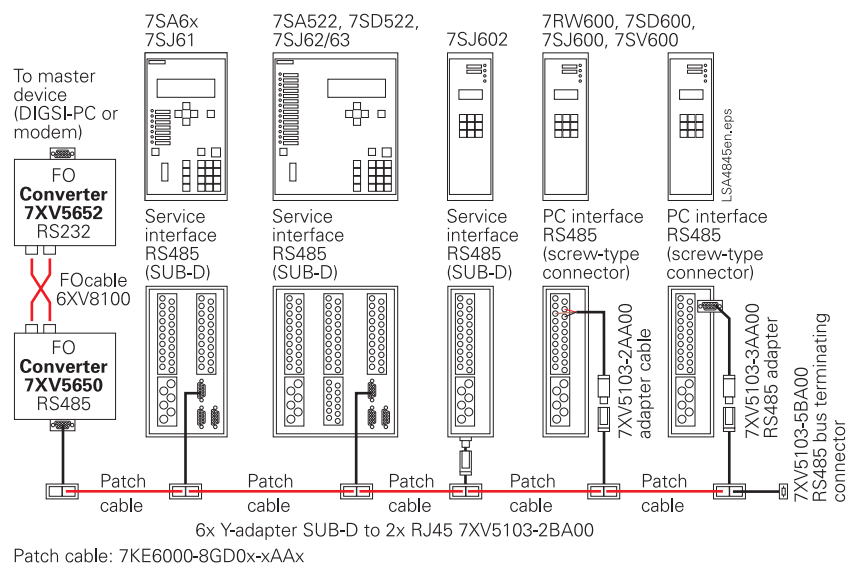 7SA6x
7SJ61
7SA522, 7SD522,
7SJ62/63
7SJ602
7RW600, 7SD600,
7SJ600, 7SV600
To master
device
(DIGSI-PC or
modem)
FO
Converter
7XV5652
RS232
FOcable
6XV8100
FO
Converter
7XV5650
RS485
LSA4845en.eps
Service
interface
RS485
(SUB-D)
Service
interface
RS485
(SUB-D)
Service
interface
RS485
(SUB-D)
PC interface
RS485
(screw-type
connector)
PC interface
RS485
(screw-type
connector)
7XV5103-2AA00
adapter cable
7XV5103-3AA00
RS485 adapter
7XV5103-5BA00
RS485 bus terminating
connector
Patch
cable
Patch
cable
Patch
cable
Patch
cable
Patch
cable
6x Y-adapter SUB-D to 2x RJ45 7XV5103-2BA00
Patch cable: 7KE6000-8GD0x-xAAx